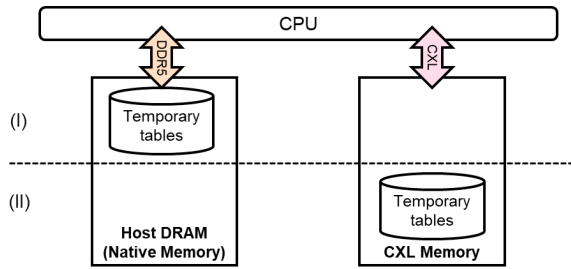 CPU
DDR5
CXL
(I)
Temporary
tables
(II)
Temporary
tables
Host DRAM
(Native Memory)
CXL Memory